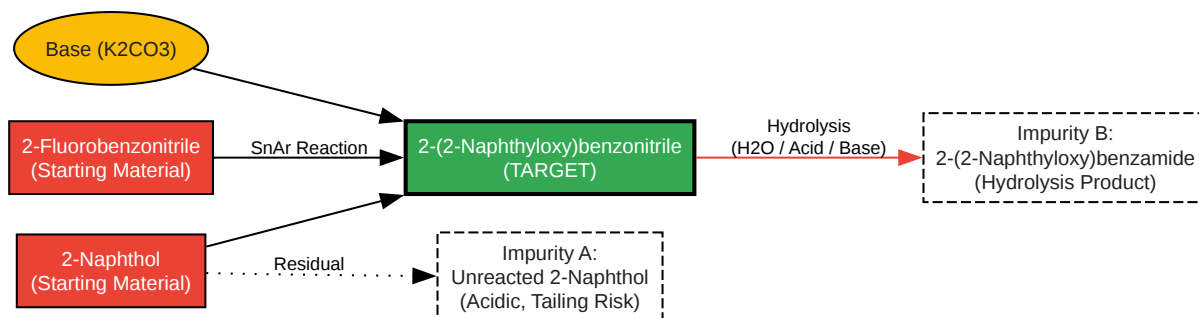 Base (K2CO3)
2-Fluorobenzonitrile
(Starting Material)
SnAr Reaction
2-(2-Naphthyloxy)benzonitrile
(TARGET)
Hydrolysis
(H2O / Acid / Base)
Impurity B:
2-(2-Naphthyloxy)benzamide
(Hydrolysis Product)
2-Naphthol
(Starting Material)
Residual
Impurity A:
Unreacted 2-Naphthol
(Acidic, Tailing Risk)